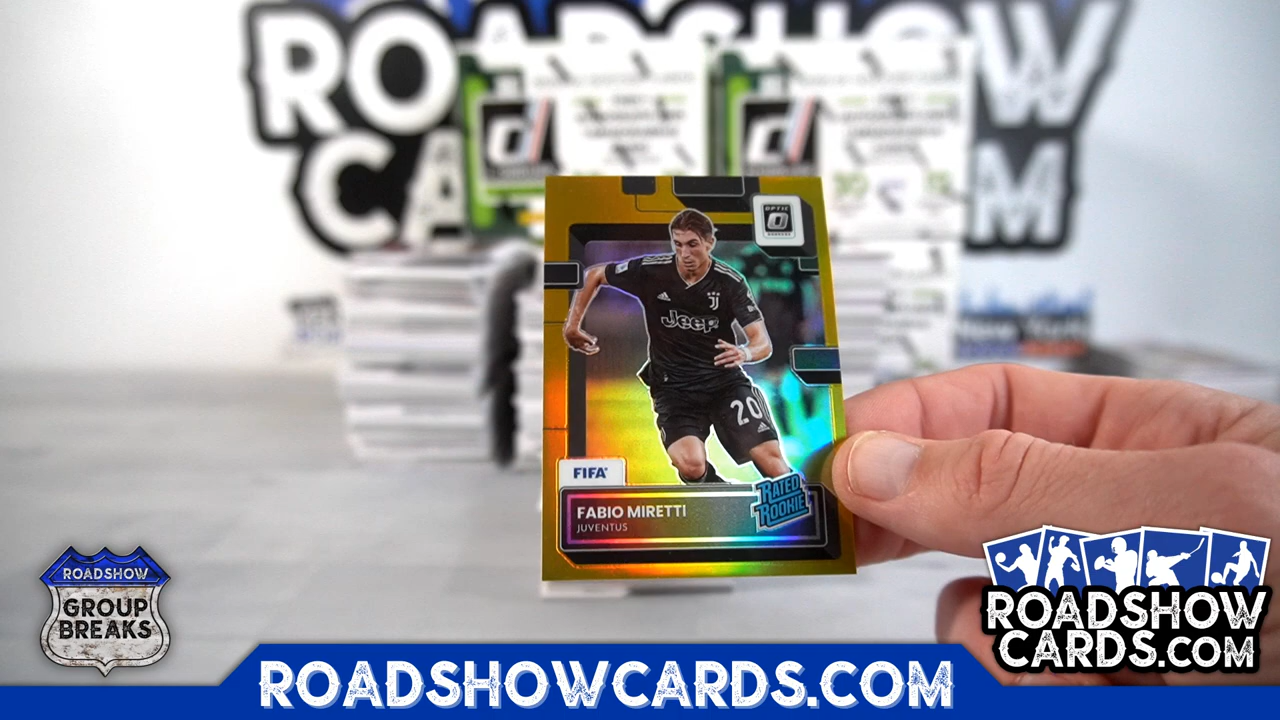 ROADSHOW
CARDS.COM
OPTIC
FIFA
Jeep
20
FABIO MIRETTI
JUVENTUS
RATED
ROOKIE
ROADSHOW
GROUP
BREAKS
ROADSHOW
CARDS.COM
ROADSHOWCARDS.COM